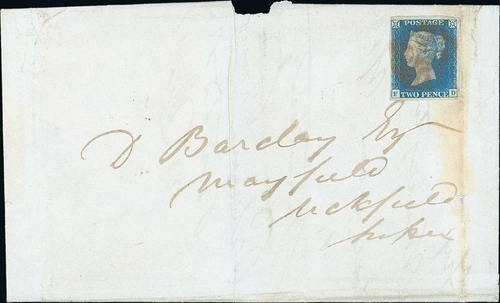 POSTAGE
F D
TWO PENCE
D Barclay Esq
Mayfield
Uckfield
Sussex